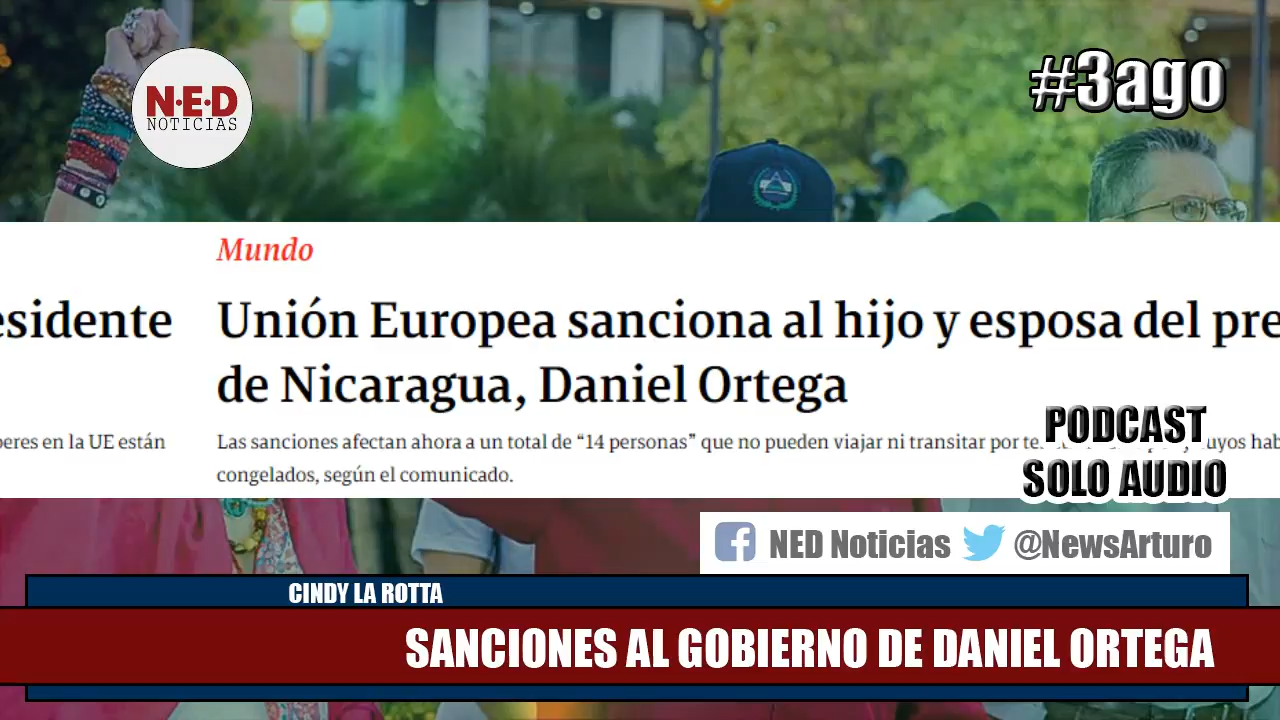 N·E·D
NOTICIAS
#3ago
Mundo
esidente
Unión Europea sanciona al hijo y esposa del pre
de Nicaragua, Daniel Ortega
beres en la UE están
Las sanciones afectan ahora a un total de “14 personas” que no pueden viajar ni transitar por
congelados, según el comunicado.
PODCAST
SOLO AUDIO
NED Noticias @NewsArturo
CINDY LA ROTTA
SANCIONES AL GOBIERNO DE DANIEL ORTEGA